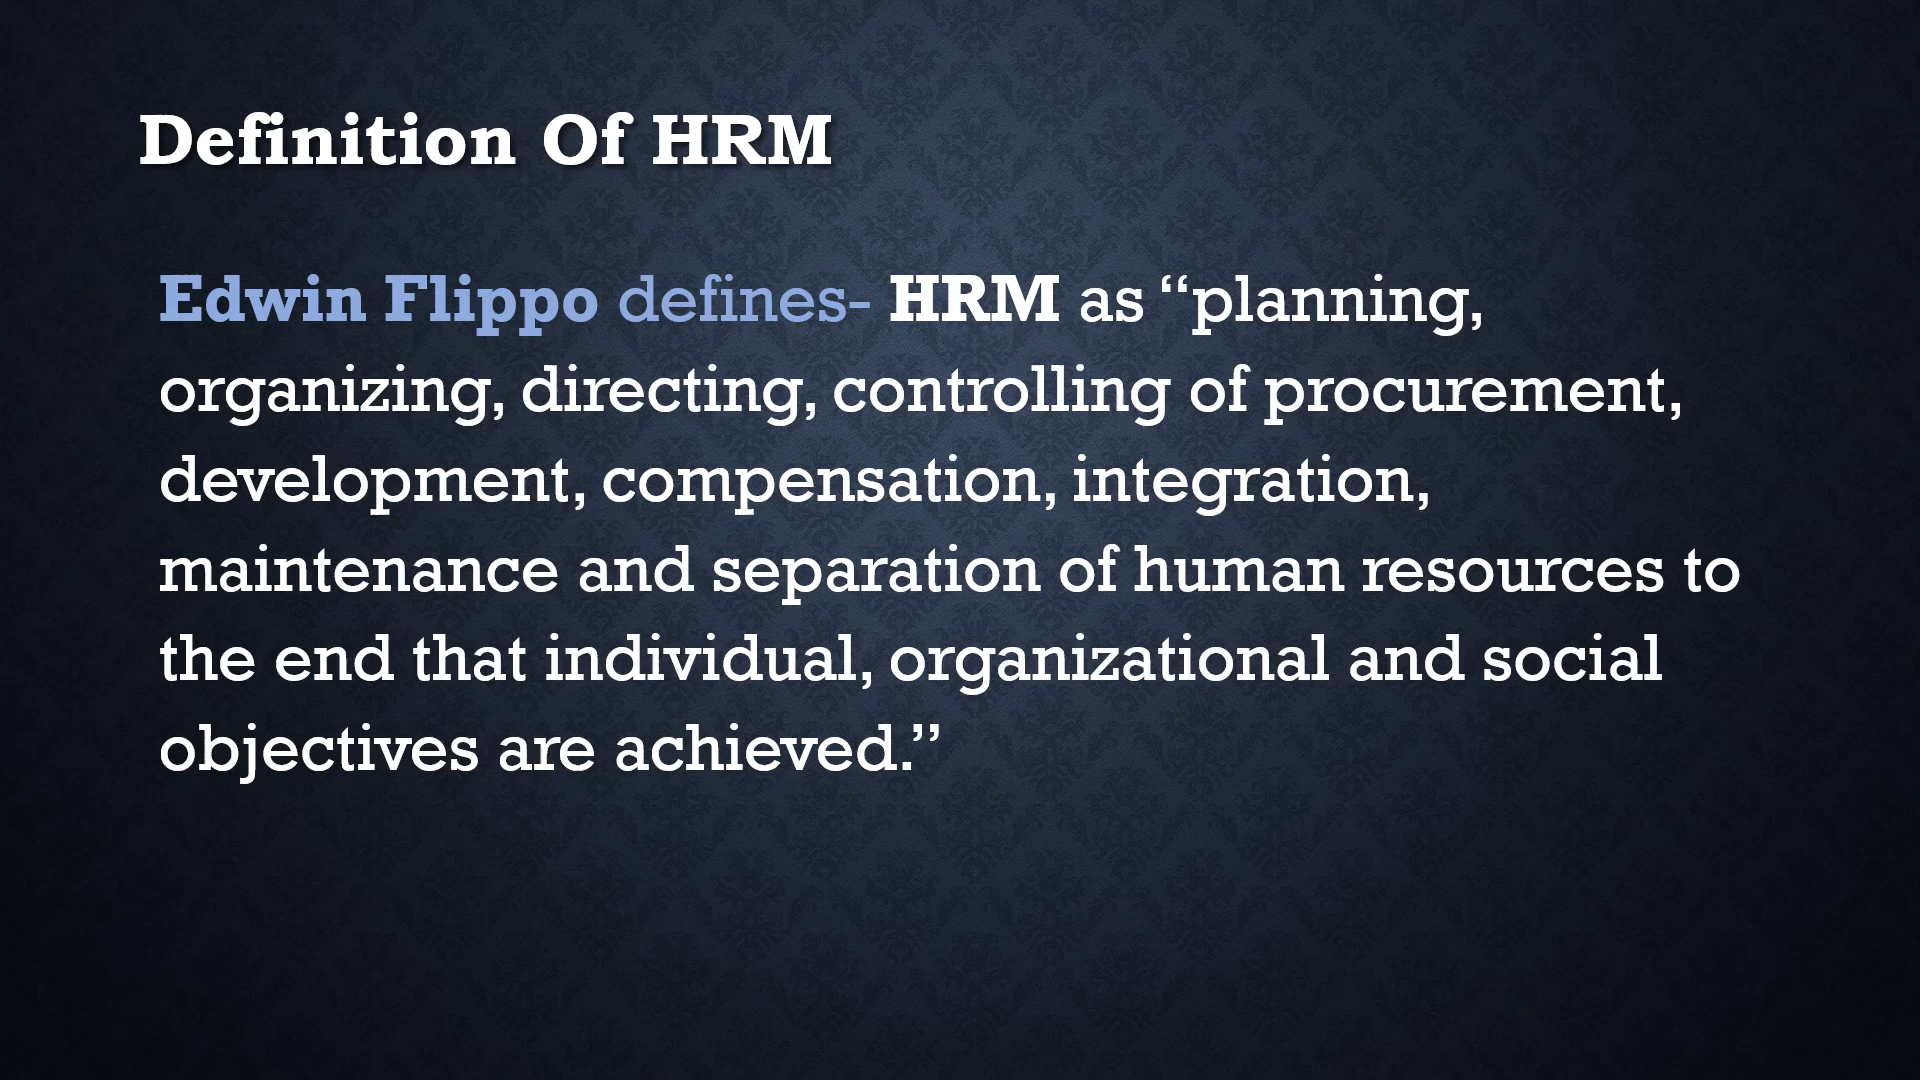 Definition Of HRM
Edwin Flippo defines- HRM as “planning,
organizing, directing, controlling of procurement,
development, compensation, integration,
maintenance and separation of human resources to
the end that individual, organizational and social
objectives are achieved.”